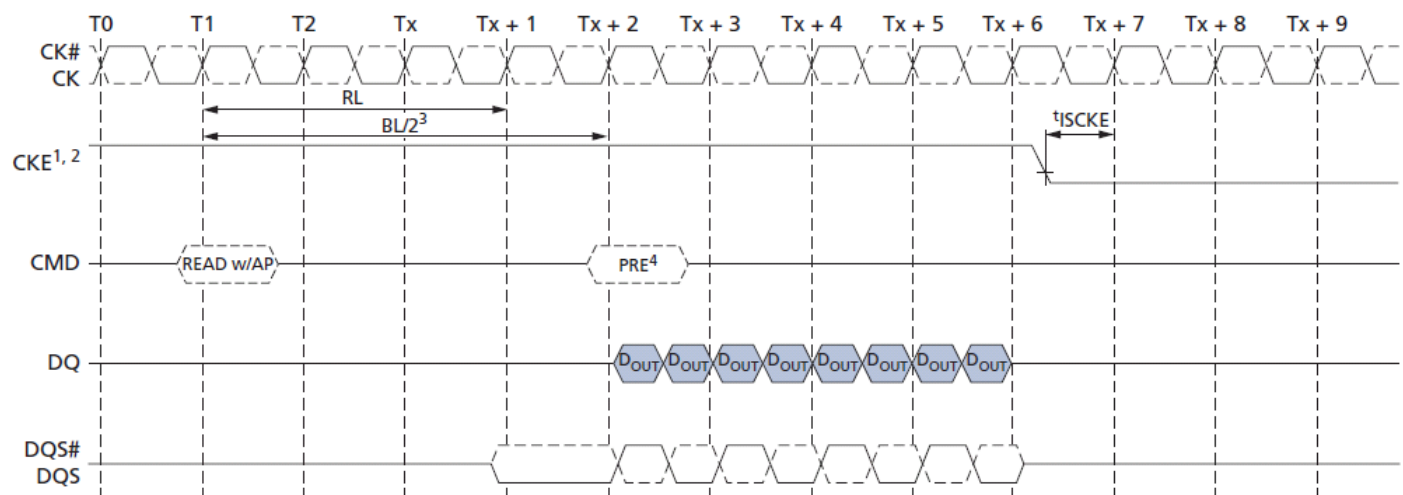 T0 T1 T2 Tx Tx + 1 Tx + 2 Tx + 3 Tx + 4 Tx + 5 Tx + 6 Tx + 7 Tx + 8 Tx + 9
CK#
CK
RL
BL/2³
tISCKE
CKE1, 2
CMD READ w/AP PRE⁴
DQ DOUT DOUT DOUT DOUT DOUT DOUT DOUT DOUT
DQS#
DQS